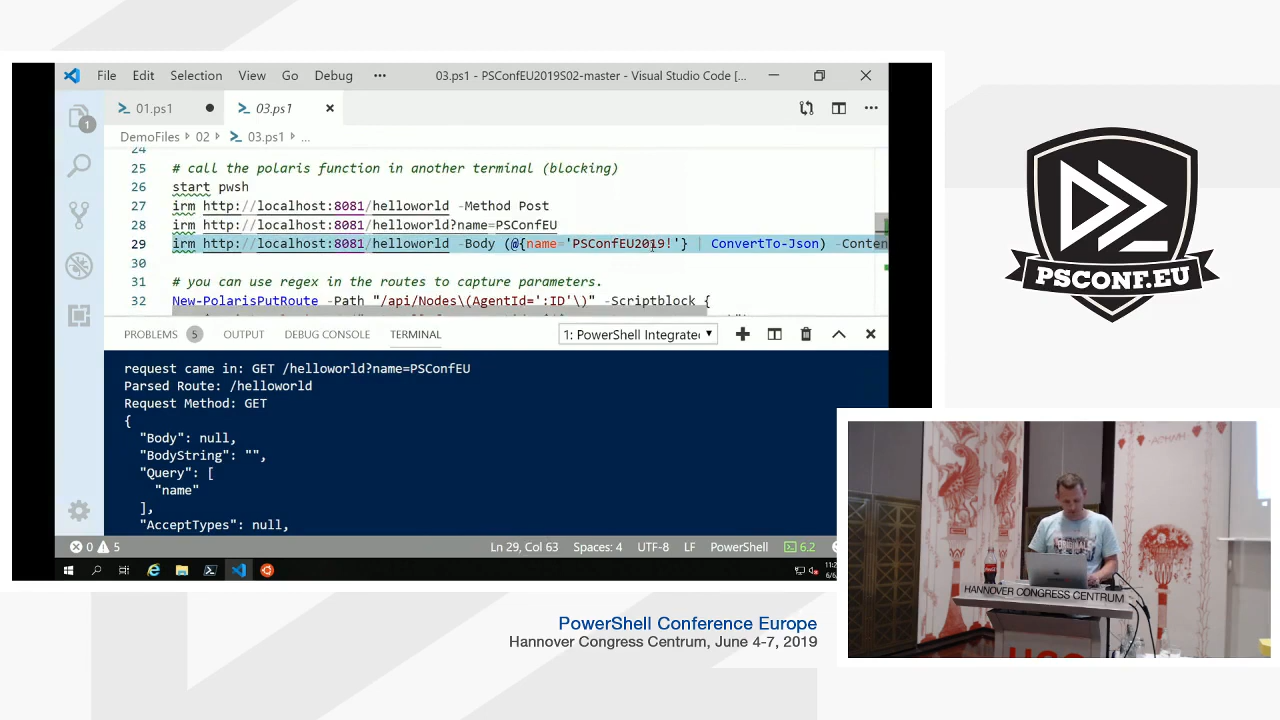 File Edit Selection View Go Debug ••• 03.ps1 - PSConfEU2019S02-master - Visual Studio Code [...
01.ps1 03.ps1
DemoFiles 02 03.ps1 ...
1
24
25 # call the polaris function in another terminal (blocking)
26 start pwsh
27 irm http://localhost:8081/helloworld -Method Post
28 irm http://localhost:8081/helloworld?name=PSConfEU
29 irm http://localhost:8081/helloworld -Body (@{name='PSConfEU2019!'} | ConvertTo-Json) -Conten
30
31 # you can use regex in the routes to capture parameters.
32 New-PolarisPutRoute -Path "/api/Nodes\(AgentId=':ID'\)" -Scriptblock {
PROBLEMS 5 OUTPUT DEBUG CONSOLE TERMINAL 1: PowerShell Integrate
request came in: GET /helloworld?name=PSConfEU
Parsed Route: /helloworld
Request Method: GET
{
"Body": null,
"BodyString": "",
"Query": [
"name"
],
"AcceptTypes": null,
0 5 Ln 29, Col 63 Spaces: 4 UTF-8 LF PowerShell 6.2
PSCONF.EU
HANNOVER CONGRESS CENTRUM
PowerShell Conference Europe
Hannover Congress Centrum, June 4-7, 2019